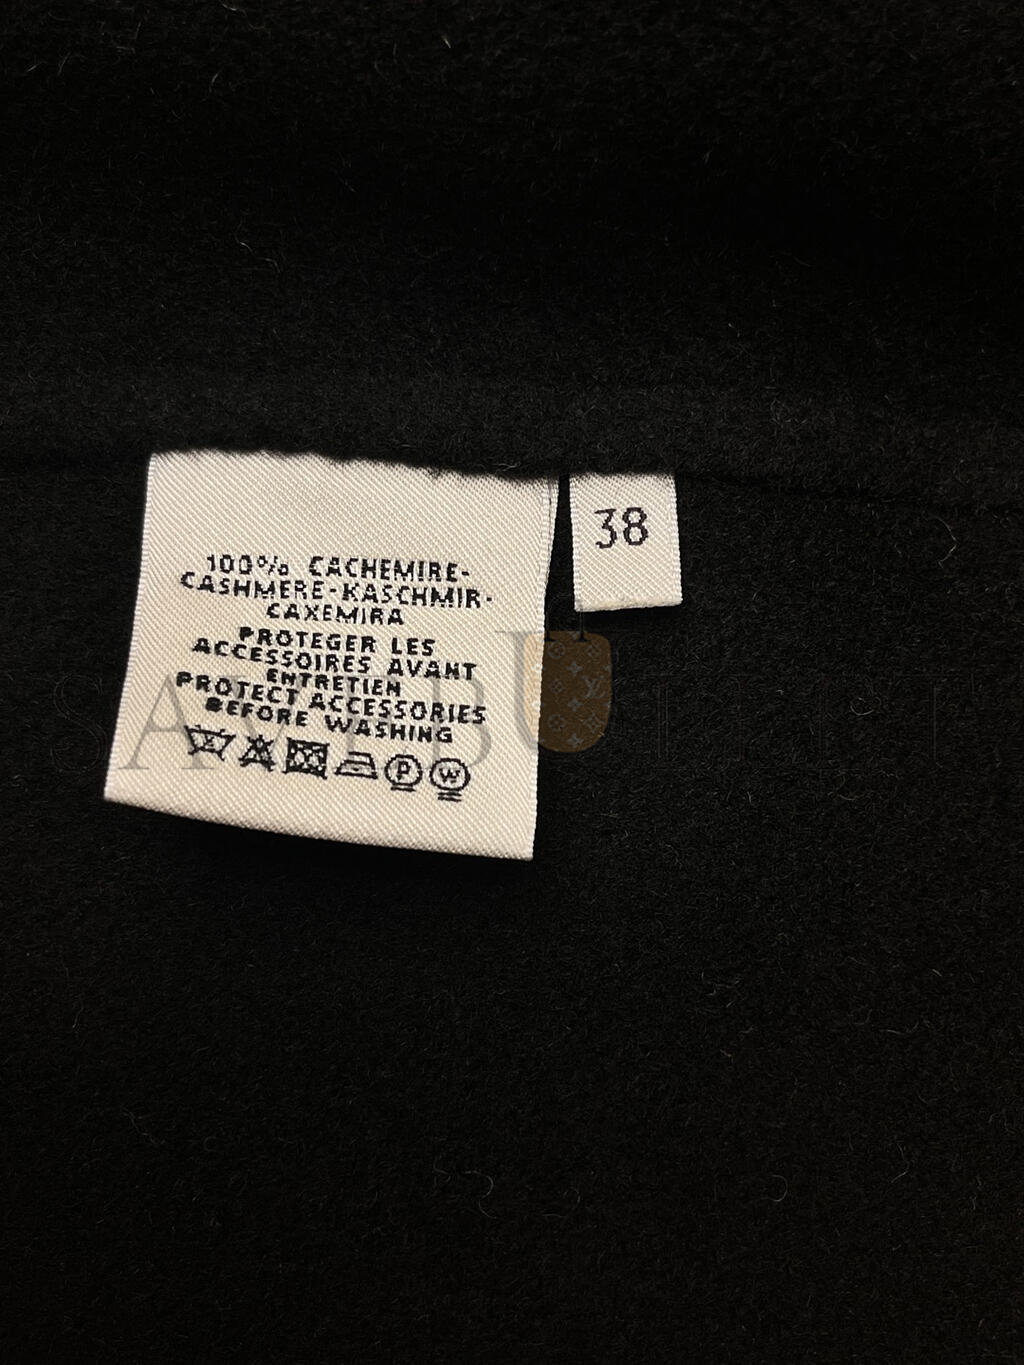 100% CACHEMIRE-
CASHMERE-KASCHMIR-
CAXEMIRA
PROTEGER LES
ACCESSOIRES AVANT
ENTRETIEN
PROTECT ACCESSORIES
BEFORE WASHING
P W
38